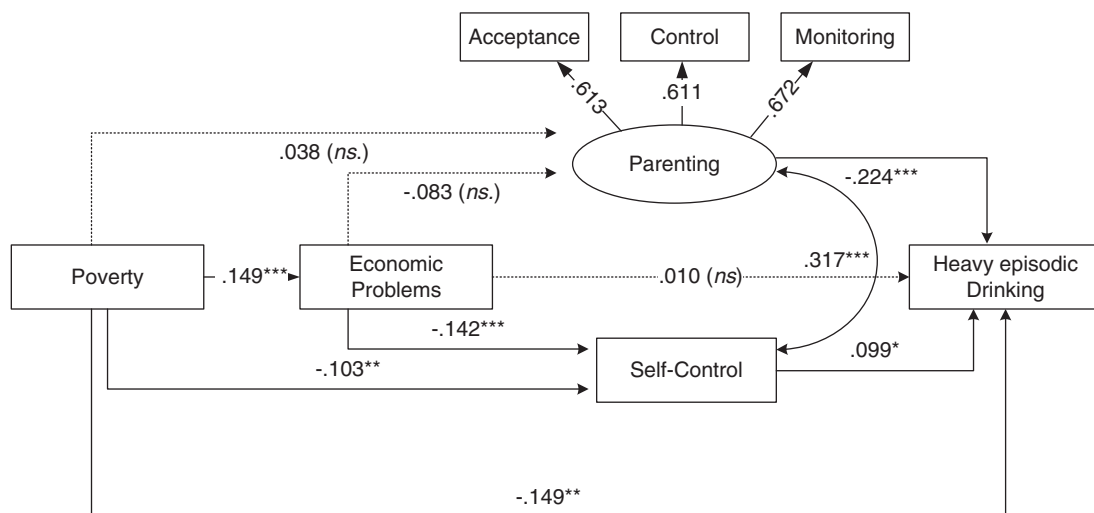 Acceptance
Control
Monitoring
.613
.611
.672
.038 (ns.)
Parenting
-.083 (ns.)
-.224***
Poverty
.149***
Economic
Problems
.317***
.010 (ns)
Heavy episodic
Drinking
-.142***
.099*
-.103**
Self-Control
-.149**